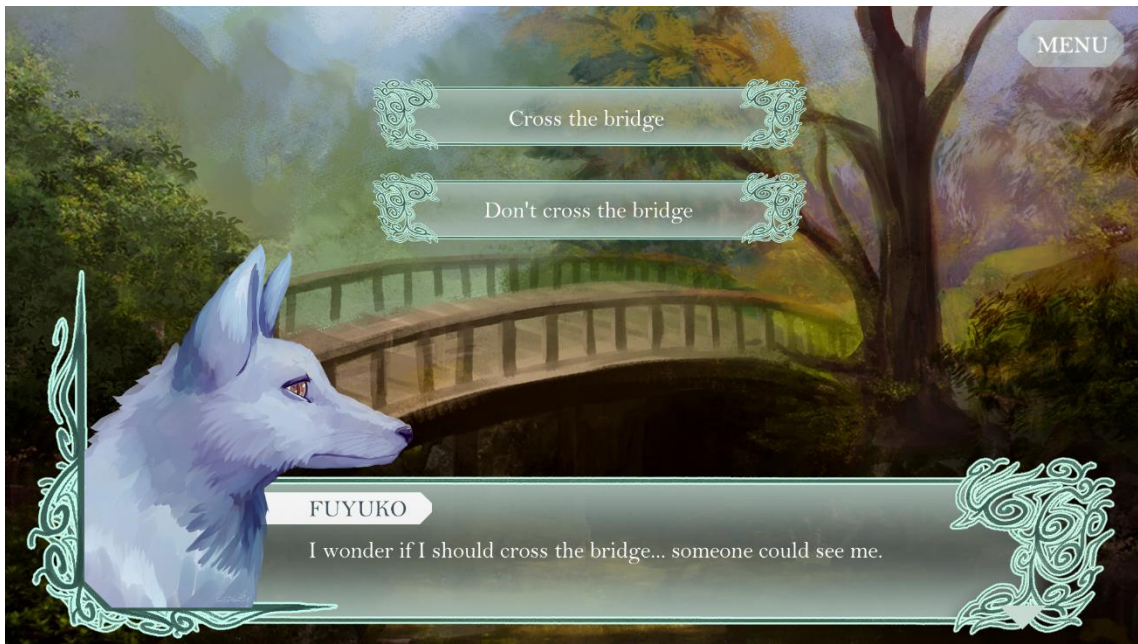 MENU
Cross the bridge
Don't cross the bridge
FUYUKO
I wonder if I should cross the bridge... someone could see me.